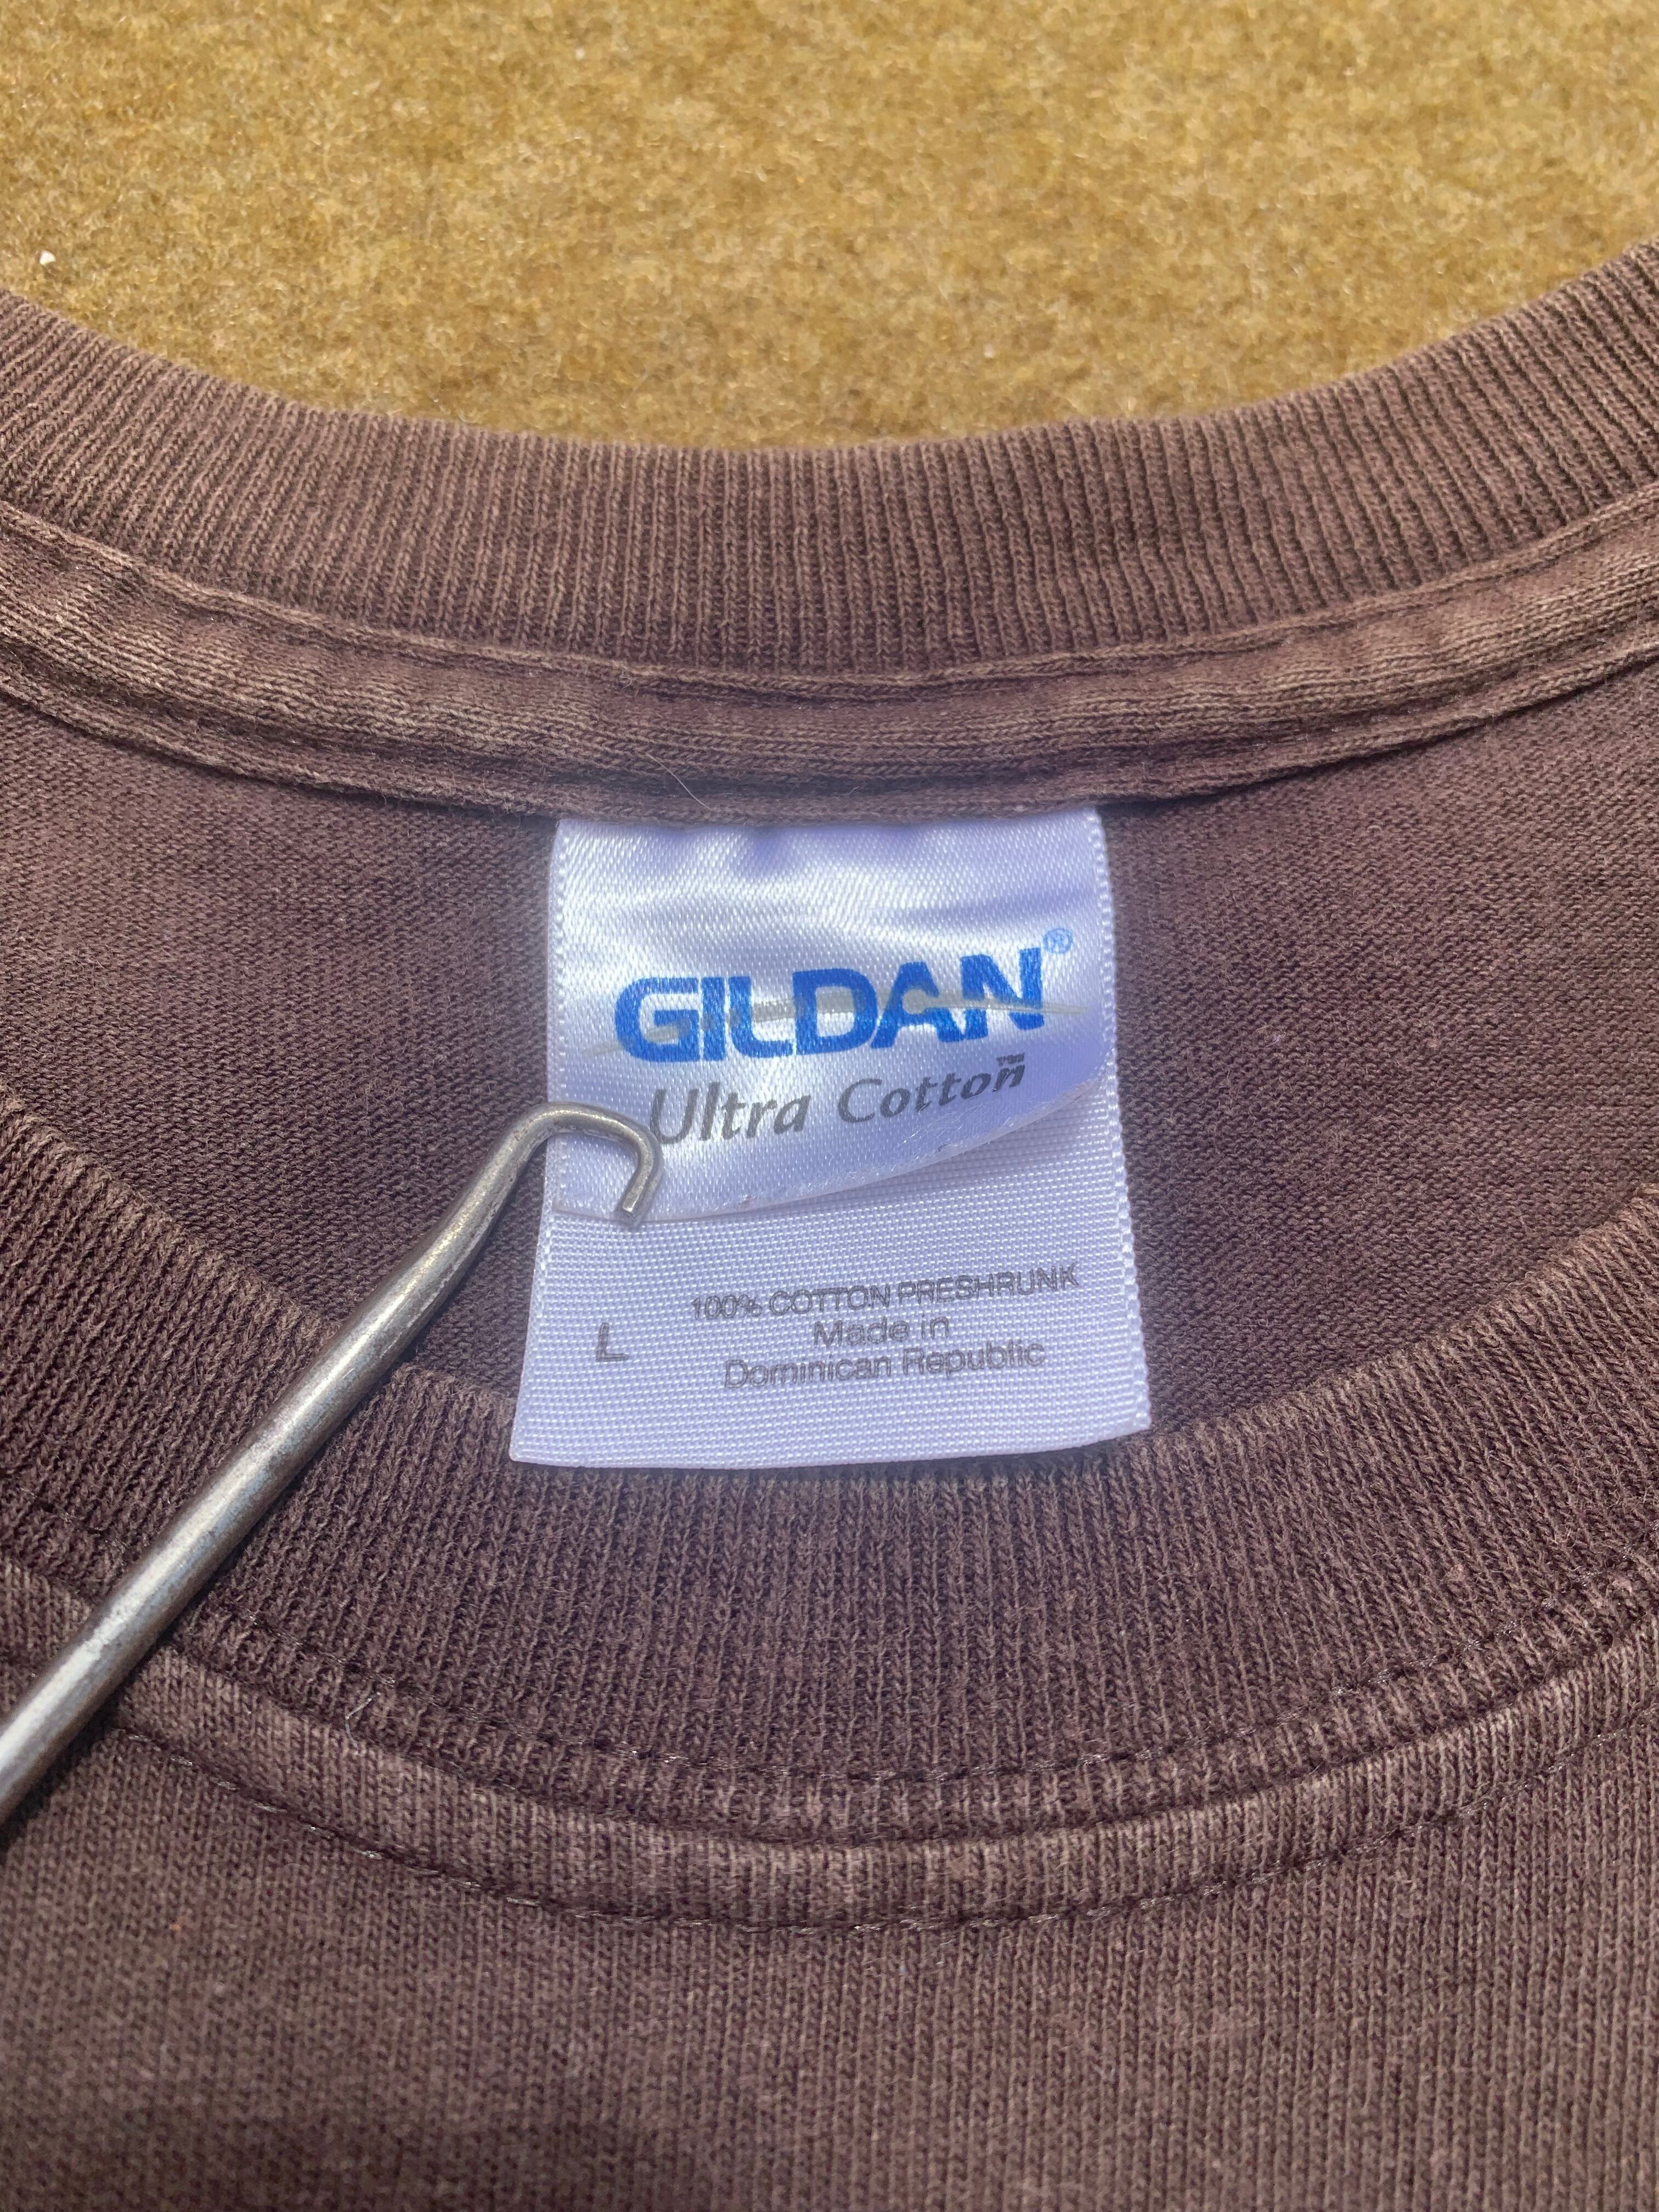 GILDAN®
Ultra Cotton™
100% COTTON PRESHRUNK
L
Made in
Dominican Republic